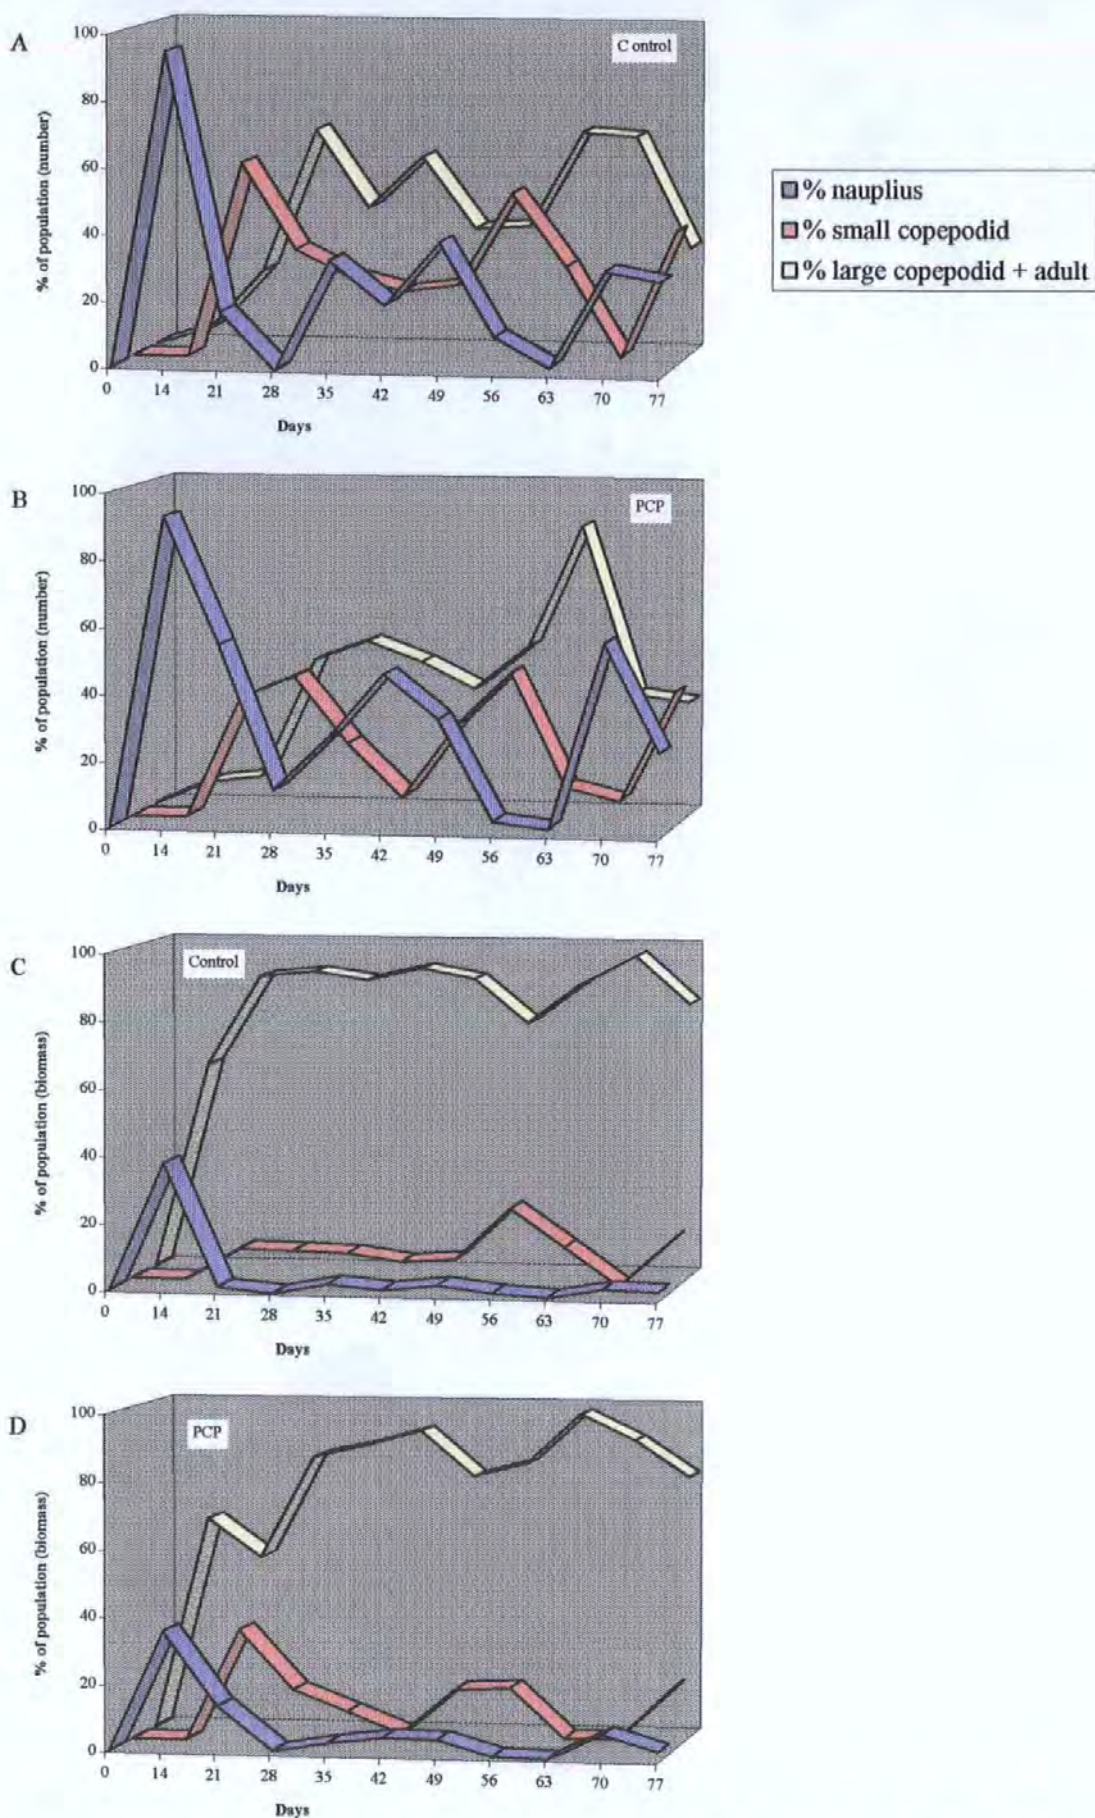 A
C ontrol
% of population (number)
100
80
60
40
20
0
0 14 21 28 35 42 49 56 63 70 77
Days
% nauplius
% small copepodid
% large copepodid + adult
B
PCP
% of population (number)
100
80
60
40
20
0
0 14 21 28 35 42 49 56 63 70 77
Days
C
Control
% of population (biomass)
100
80
60
40
20
0
0 14 21 28 35 42 49 56 63 70 77
Days
D
PCP
% of population (biomass)
100
80
60
40
20
0
0 14 21 28 35 42 49 56 63 70 77
Days